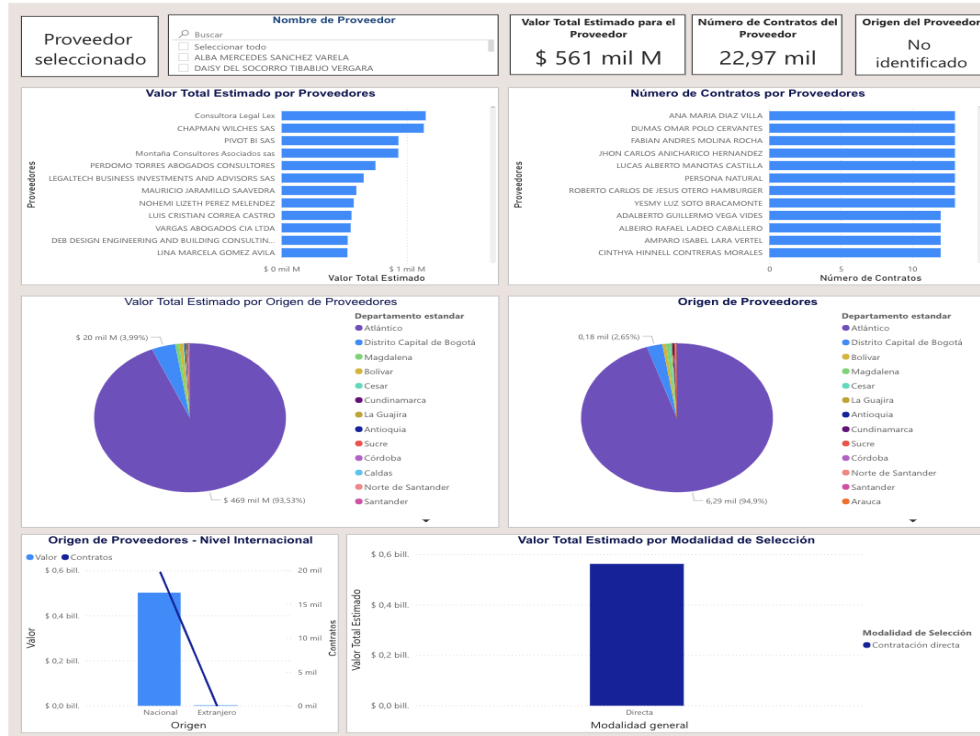 Proveedor
seleccionado
Nombre de Proveedor
Buscar
Seleccionar todo
ALBA MERCEDES SANCHEZ VARELA
DAISY DEL SOCORRO TIBABIJO VERGARA
Valor Total Estimado para el
Proveedor
$ 561 mil M
Número de Contratos del
Proveedor
22,97 mil
Origen del Proveedor
No
identificado
Valor Total Estimado por Proveedores
Proveedores
Consultora Legal Lex
CHAPMAN WILCHES SAS
PIVOT BI SAS
Montaña Consultores Asociados sas
PERDOMO TORRES ABOGADOS CONSULTORES
LEGALTECH BUSINESS INVESTMENTS AND ADVISORS SAS
MAURICIO JARAMILLO SAAVEDRA
NOHEMI LIZETH PEREZ MELENDEZ
LUIS CRISTIAN CORREA CASTRO
VARGAS ABOGADOS CIA LTDA
DEB DESIGN ENGINEERING AND BUILDING CONSULTIN...
LINA MARCELA GOMEZ AVILA
$ 0 mil M $ 1 mil M
Valor Total Estimado
Número de Contratos por Proveedores
Proveedores
ANA MARIA DIAZ VILLA
DUMAS OMAR POLO CERVANTES
FABIAN ANDRES MOLINA ROCHA
JHON CARLOS ANICHARICO HERNANDEZ
LUCAS ALBERTO MANOTAS CASTILLA
PERSONA NATURAL
ROBERTO CARLOS DE JESUS OTERO HAMBURGER
YESMY LUZ SOTO BRACAMONTE
ADALBERTO GUILLERMO VEGA VIDES
ALBEIRO RAFAEL LADEO CABALLERO
AMPARO ISABEL LARA VERTEL
CINTHYA HINNELL CONTRERAS MORALES
0 5 10
Número de Contratos
Valor Total Estimado por Origen de Proveedores
$ 20 mil M (3,99%)
$ 469 mil M (93,53%)
Departamento estandar
Atlántico
Distrito Capital de Bogotá
Magdalena
Bolívar
Cesar
Cundinamarca
La Guajira
Antioquia
Sucre
Córdoba
Caldas
Norte de Santander
Santander
Origen de Proveedores
0,18 mil (2,65%)
6,29 mil (94,9%)
Departamento estandar
Atlántico
Distrito Capital de Bogotá
Bolívar
Magdalena
Cesar
La Guajira
Antioquia
Cundinamarca
Sucre
Córdoba
Norte de Santander
Santander
Arauca
Origen de Proveedores - Nivel Internacional
Valor Contratos
Valor
$ 0,6 bill.
$ 0,4 bill.
$ 0,2 bill.
$ 0,0 bill.
20 mil
15 mil
10 mil
5 mil
0 mil
Contratos
Nacional Extranjero
Origen
Valor Total Estimado por Modalidad de Selección
Valor Total Estimado
$ 0,6 bill.
$ 0,4 bill.
$ 0,2 bill.
$ 0,0 bill.
Directa
Modalidad general
Modalidad de Selección
Contratación directa